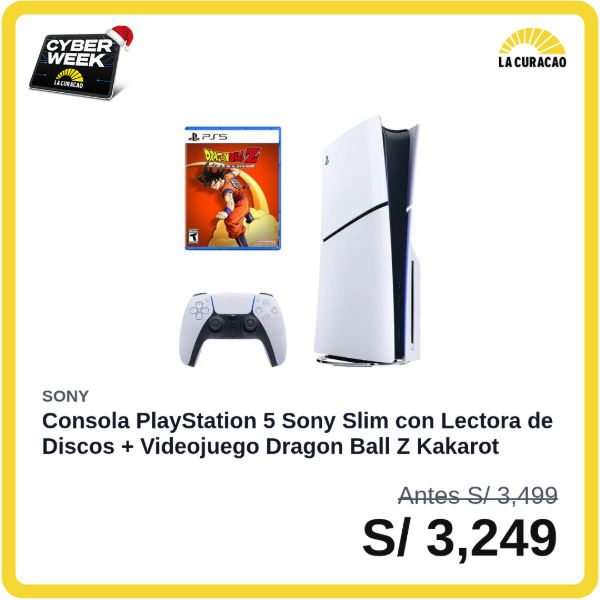 CYBER
WEEK
LA CURACAO
LA CURACAO
PS5
DRAGON BALL Z
T
SONY
Consola PlayStation 5 Sony Slim con Lectora de
Discos + Videojuego Dragon Ball Z Kakarot
Antes S/ 3,499
S/ 3,249